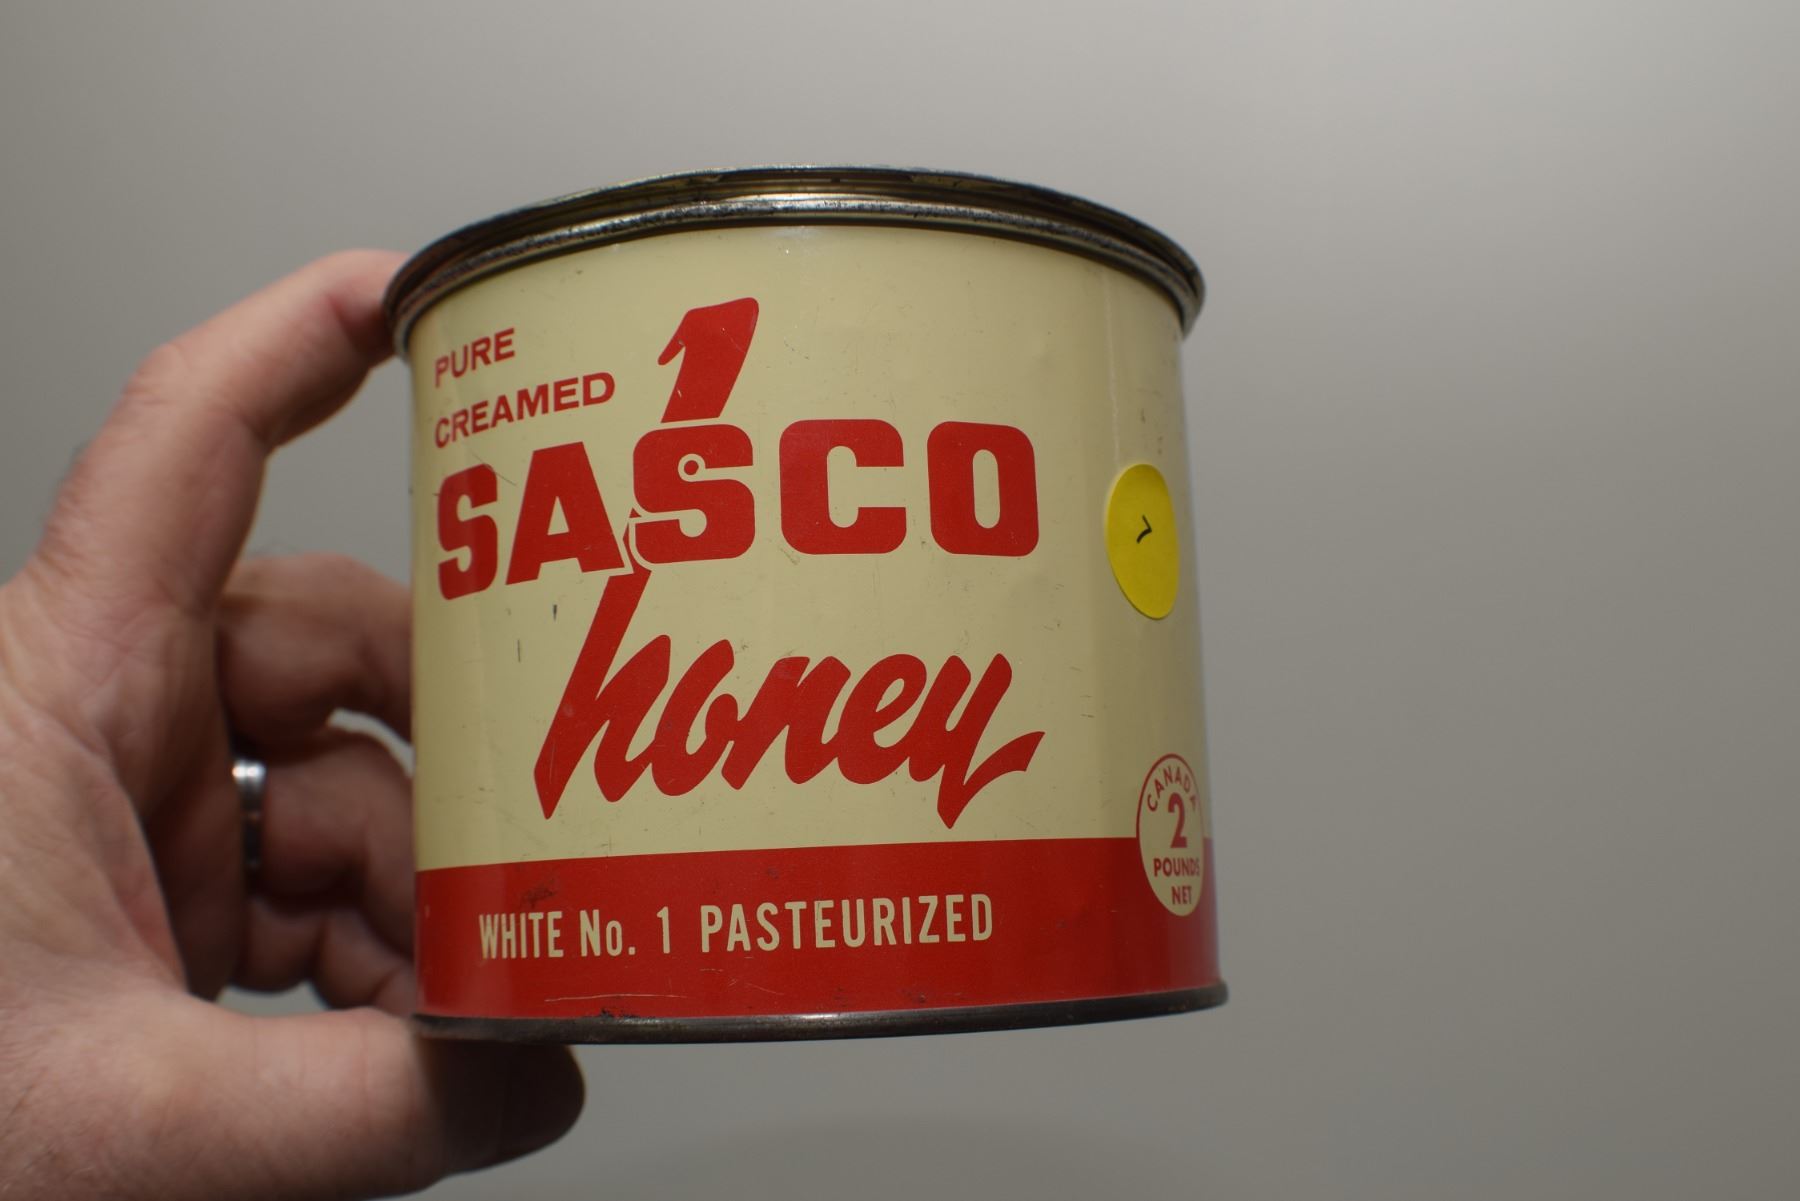 PURE
CREAMED
1
SASCO
honey
WHITE No. 1 PASTEURIZED
CANADA
2
POUNDS
NET